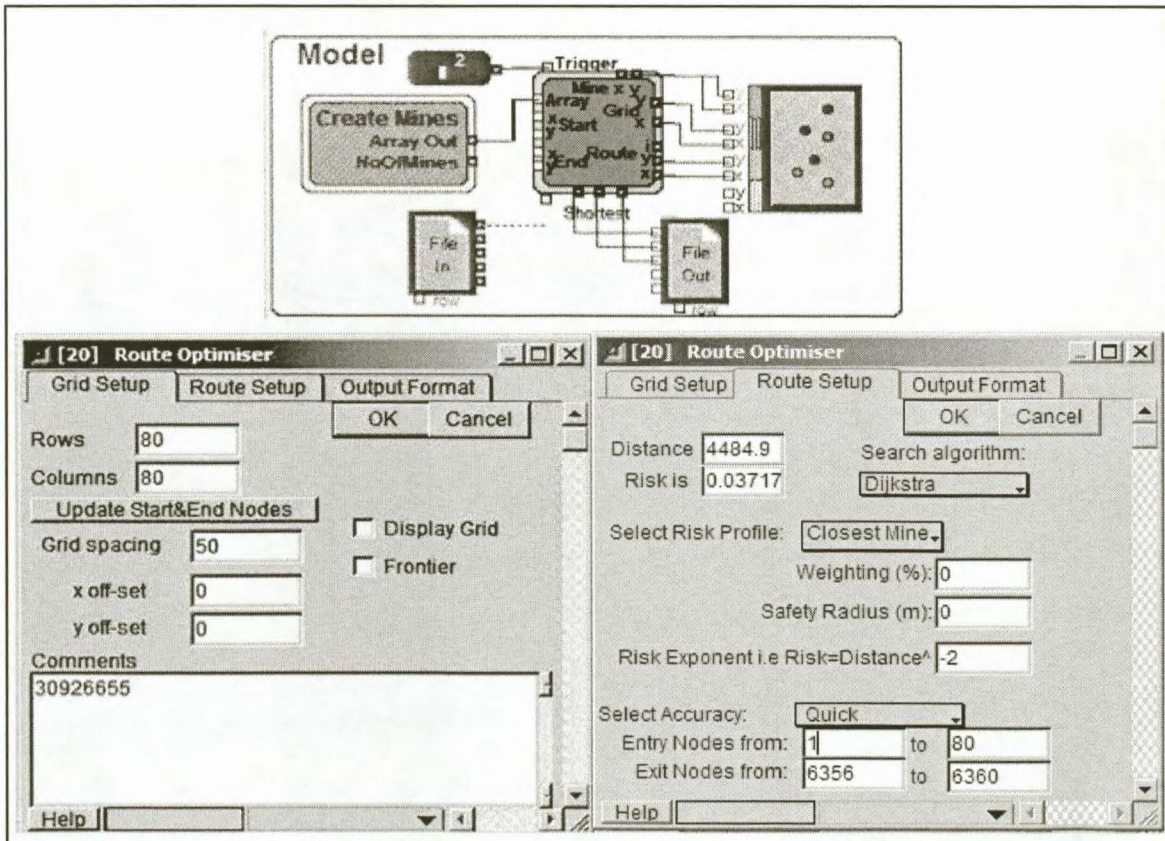 Model
2
Trigger
Mine x y
Array
y
Grid
x
Create Mines
Array Out
NoOfMines
x
y
Start
i
Route
y
x
x
y
End
Shortest
y
x
y
x
y
x
File
In
row
File
Out
row
[20] Route Optimiser
Grid Setup Route Setup Output Format
OK Cancel
Rows 80
Columns 80
Update Start&End Nodes
Display Grid
Grid spacing 50
Frontier
x off-set 0
y off-set 0
Comments
30926655
Help
[20] Route Optimiser
Grid Setup Route Setup Output Format
OK Cancel
Distance 4484.9
Search algorithm:
Risk is 0.03717
Dijkstra
Select Risk Profile: Closest Mine
Weighting (%): 0
Safety Radius (m): 0
Risk Exponent i.e Risk=Distance^ -2
Select Accuracy: Quick
Entry Nodes from: 1 to 80
Exit Nodes from: 6356 to 6360
Help